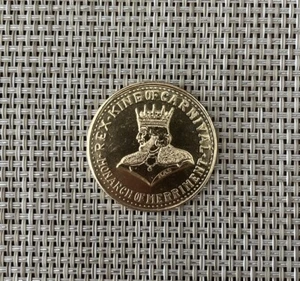 REX-KING OF CARNIVAL
MONARCH OF MERRIMENT